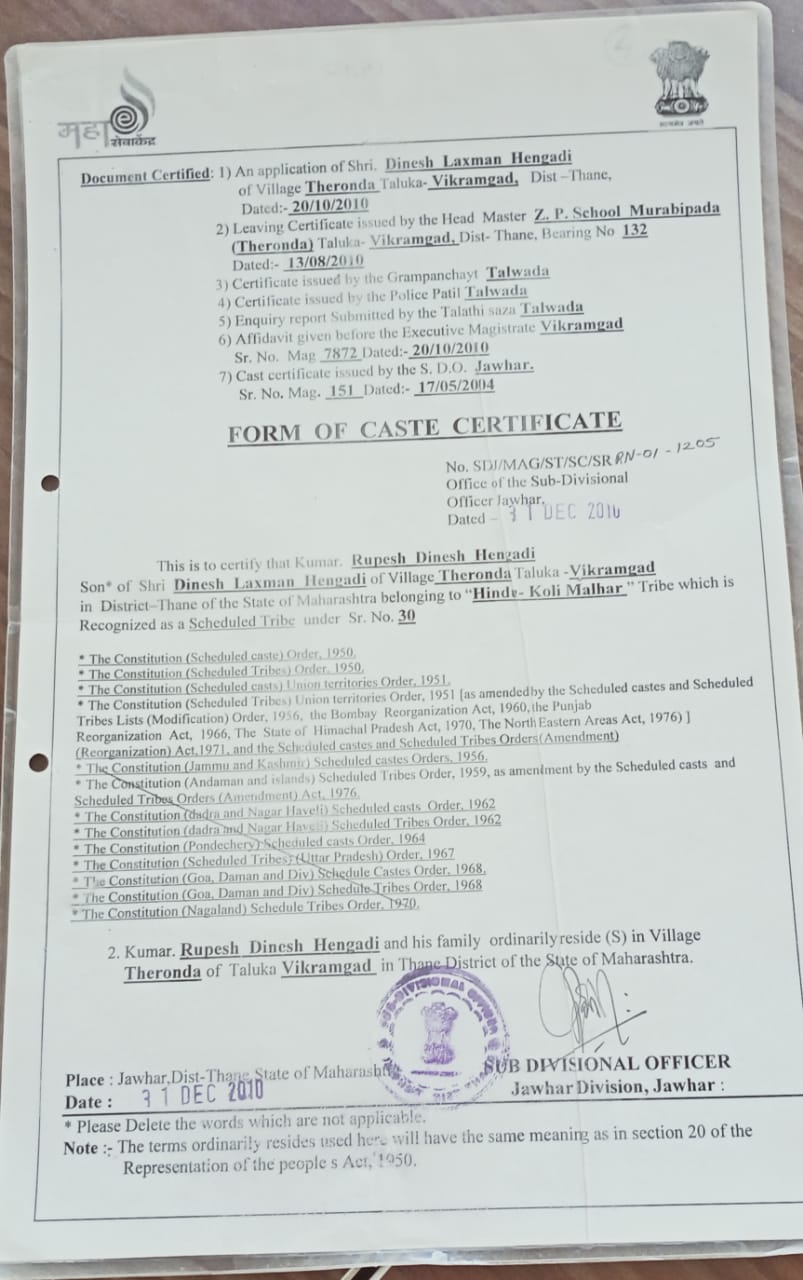 महा
e
सेवाकेंद्र
सत्यमेव जयते
Document Certified: 1) An application of Shri. Dinesh Laxman Hengadi
of Village Theronda Taluka- Vikramgad, Dist –Thane,
Dated:- 20/10/2010
2) Leaving Certificate issued by the Head Master Z. P. School Murabipada
(Theronda) Taluka- Vikramgad, Dist- Thane, Bearing No 132
Dated:- 13/08/2010
3) Certificate issued by the Grampanchayt Talwada
4) Certificate issued by the Police Patil Talwada
5) Enquiry report Submitted by the Talathi saza Talwada
6) Affidavit given before the Executive Magistrate Vikramgad
Sr. No. Mag 7872 Dated:- 20/10/2010
7) Cast certificate issued by the S. D.O. Jawhar.
Sr. No. Mag. 151 Dated:- 17/05/2004
FORM OF CASTE CERTIFICATE
No. SDJ/MAG/ST/SC/SR RN-01-1205
Office of the Sub-Divisional
Officer Jawhar.
Dated – 31 DEC 2010
This is to certify that Kumar. Rupesh Dinesh Hengadi
Son* of Shri Dinesh Laxman Hengadi of Village Theronda Taluka -Vikramgad
in District–Thane of the State of Maharashtra belonging to “Hindu- Koli Malhar ” Tribe which is
Recognized as a Scheduled Tribe under Sr. No. 30
* The Constitution (Scheduled caste) Order, 1950.
* The Constitution (Scheduled Tribes) Order, 1950.
* The Constitution (Scheduled casts) Union territories Order, 1951.
* The Constitution (Scheduled Tribes) Union territories Order, 1951 [as amendedby the Scheduled castes and Scheduled
Tribes Lists (Modification) Order, 1956, the Bombay Reorganization Act, 1960,the Punjab
Reorganization Act, 1966, The State of Himachal Pradesh Act, 1970, The North Eastern Areas Act, 1976) ]
(Reorganization) Act,1971, and the Scheduled castes and Scheduled Tribes Orders(Amendment)
* The Constitution (Jammu and Kashmir) Scheduled castes Orders, 1956.
* The Constitution (Andaman and islands) Scheduled Tribes Order, 1959, as amendment by the Scheduled casts and
Scheduled Tribes Orders (Amendment) Act, 1976.
* The Constitution (dadra and Nagar Haveli) Scheduled casts Order, 1962
* The Constitution (dadra and Nagar Haveli) Scheduled Tribes Order, 1962
* The Constitution (Pondechery) Scheduled casts Order, 1964
* The Constitution (Scheduled Tribes) (Uttar Pradesh) Order, 1967
* The Constitution (Goa, Daman and Div) Schedule Castes Order, 1968.
* The Constitution (Goa, Daman and Div) Schedule Tribes Order, 1968
* The Constitution (Nagaland) Schedule Tribes Order, 1970.
2. Kumar. Rupesh Dinesh Hengadi and his family ordinarilyreside (S) in Village
Theronda of Taluka Vikramgad in Thane District of the State of Maharashtra.
SUB-DIVISIONAL OFFICER
SUB DIVISIONAL OFFICER
Jawhar Division, Jawhar :
Place : Jawhar,Dist-Thane,State of Maharashtra
Date : 31 DEC 2010
* Please Delete the words which are not applicable.
Note :- The terms ordinarily resides used here will have the same meaning as in section 20 of the
Representation of the people s Act, 1950.